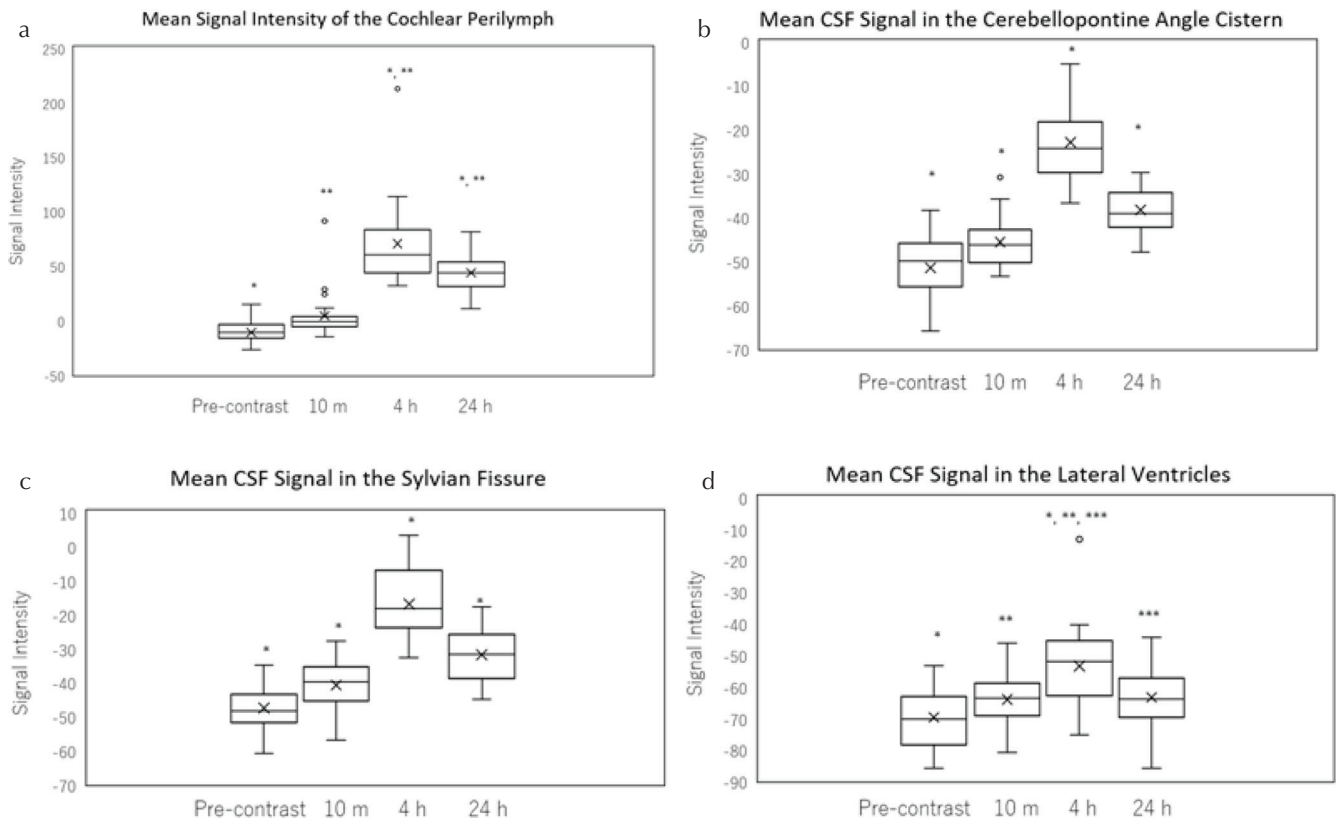 a
Mean Signal Intensity of the Cochlear Perilymph
250
200
150
100
50
0
-50
Signal Intensity
*
**
*, **
*, **
Pre-contrast 10 m 4 h 24 h
b
Mean CSF Signal in the Cerebellopontine Angle Cistern
0
-10
-20
-30
-40
-50
-60
-70
Signal Intensity
*
*
*
*
Pre-contrast 10 m 4 h 24 h
c
Mean CSF Signal in the Sylvian Fissure
10
0
-10
-20
-30
-40
-50
-60
-70
Signal Intensity
*
*
*
*
Pre-contrast 10 m 4 h 24 h
d
Mean CSF Signal in the Lateral Ventricles
0
-10
-20
-30
-40
-50
-60
-70
-80
-90
Signal Intensity
*
**
*, **, ***
***
Pre-contrast 10 m 4 h 24 h